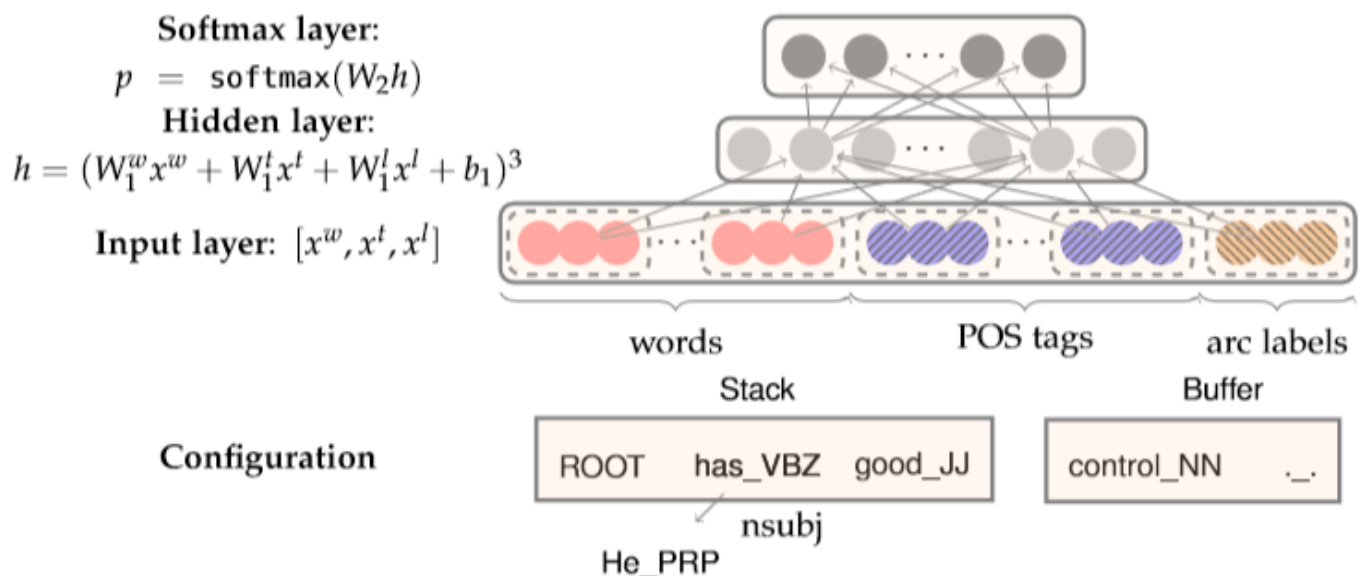 Softmax layer:
p = softmax(W₂h)
Hidden layer:
h = (W₁ʷxʷ + W₁ᵗxᵗ + W₁ˡxˡ + b₁)³
Input layer: [xʷ, xᵗ, xˡ]
···
···
···
···
words
POS tags
arc labels
Stack
Buffer
Configuration
ROOT has_VBZ good_JJ
control_NN ._.
nsubj
He_PRP